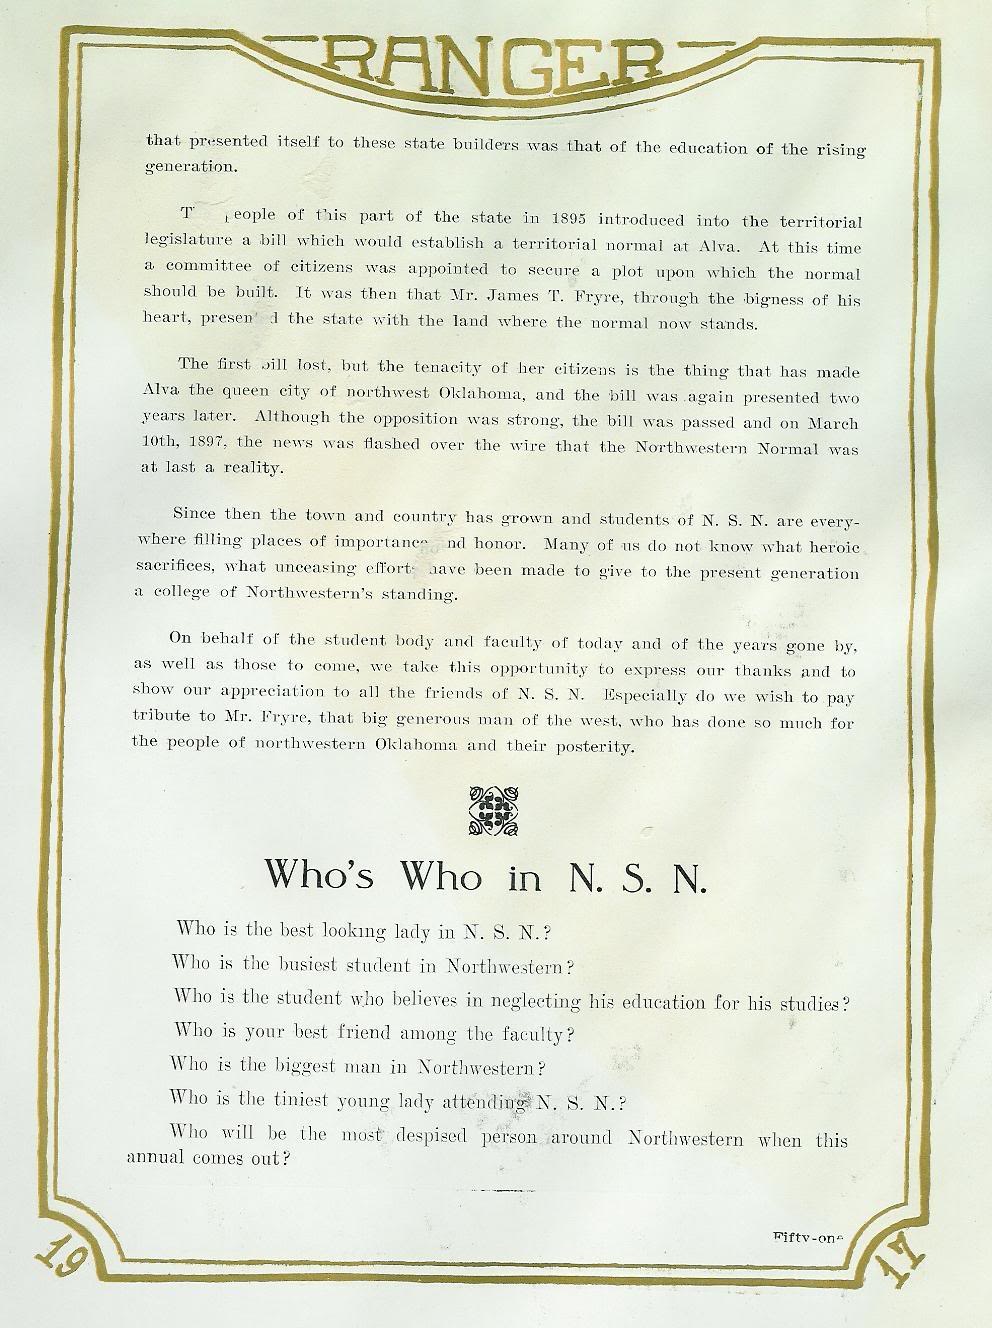 RANGER
that presented itself to these state builders was that of the education of the rising
generation.
people of this part of the state in 1895 introduced into the territorial
legislature a bill which would establish a territorial normal at Alva. At this time
a committee of citizens was appointed to secure a plot upon which the normal
should be built. It was then that Mr. James T. Fryre, through the bigness of his
heart, presen d the state with the land where the normal now stands.
The first bill lost, but the tenacity of her citizens is the thing that has made
Alva the queen city of northwest Oklahoma, and the bill was again presented two
years later. Although the opposition was strong, the bill was passed and on March
10th, 1897, the news was flashed over the wire that the Northwestern Normal was
at last a reality.
Since then the town and country has grown and students of N. S. N. are every-
where filling places of importance nd honor. Many of us do not know what heroic
sacrifices, what unceasing efforts have been made to give to the present generation
a college of Northwestern's standing.
On behalf of the student body and faculty of today and of the years gone by,
as well as those to come, we take this opportunity to express our thanks and to
show our appreciation to all the friends of N. S. N. Especially do we wish to pay
tribute to Mr. Fryre, that big generous man of the west, who has done so much for
the people of northwestern Oklahoma and their posterity.
Who's Who in N. S. N.
Who is the best looking lady in N. S. N.?
Who is the busiest student in Northwestern?
Who is the student who believes in neglecting his education for his studies?
Who is your best friend among the faculty?
Who is the biggest man in Northwestern?
Who is the tiniest young lady attending N. S. N.?
Who will be the most despised person around Northwestern when this
annual comes out?
Fifty-one
19
17